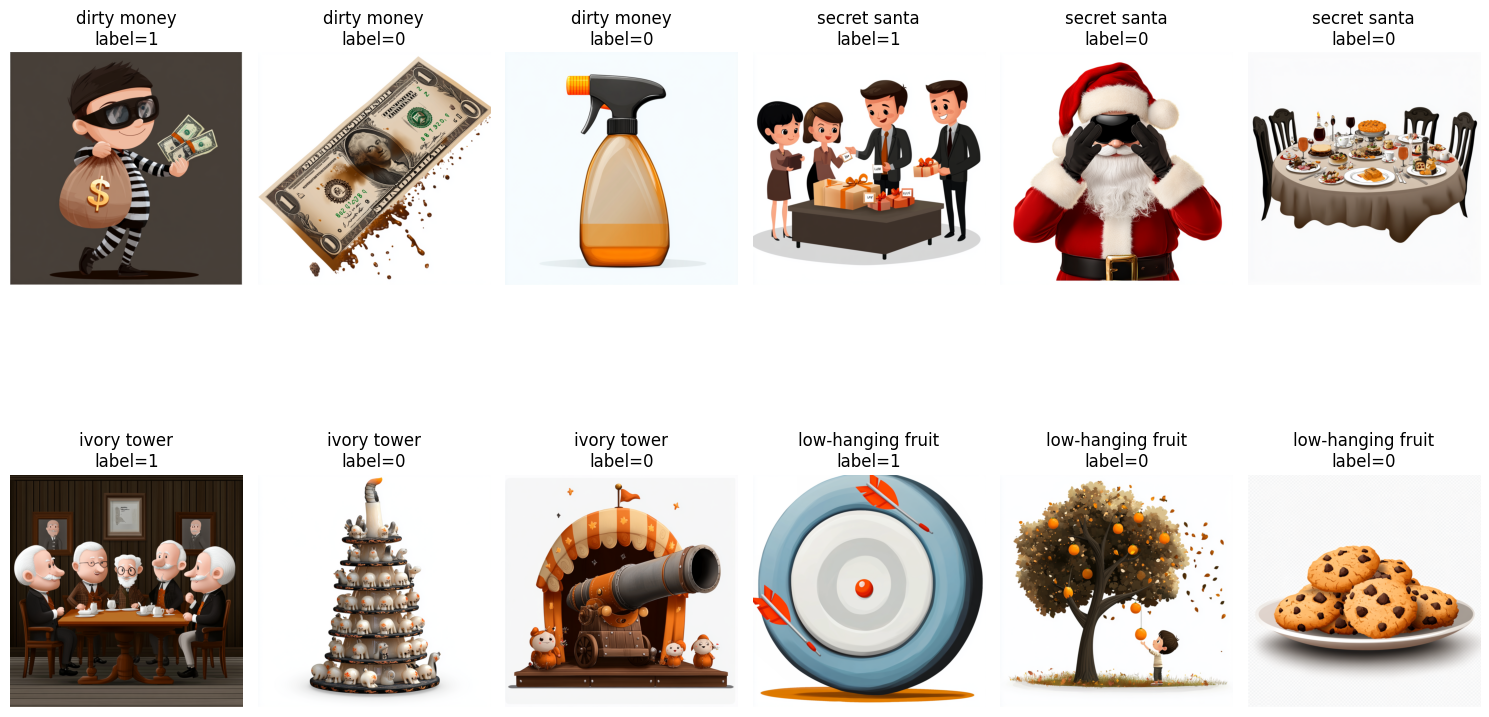 dirty money
label=1
dirty money
label=0
dirty money
label=0
secret santa
label=1
secret santa
label=0
secret santa
label=0
$
ivory tower
label=1
ivory tower
label=0
ivory tower
label=0
low-hanging fruit
label=1
low-hanging fruit
label=0
low-hanging fruit
label=0